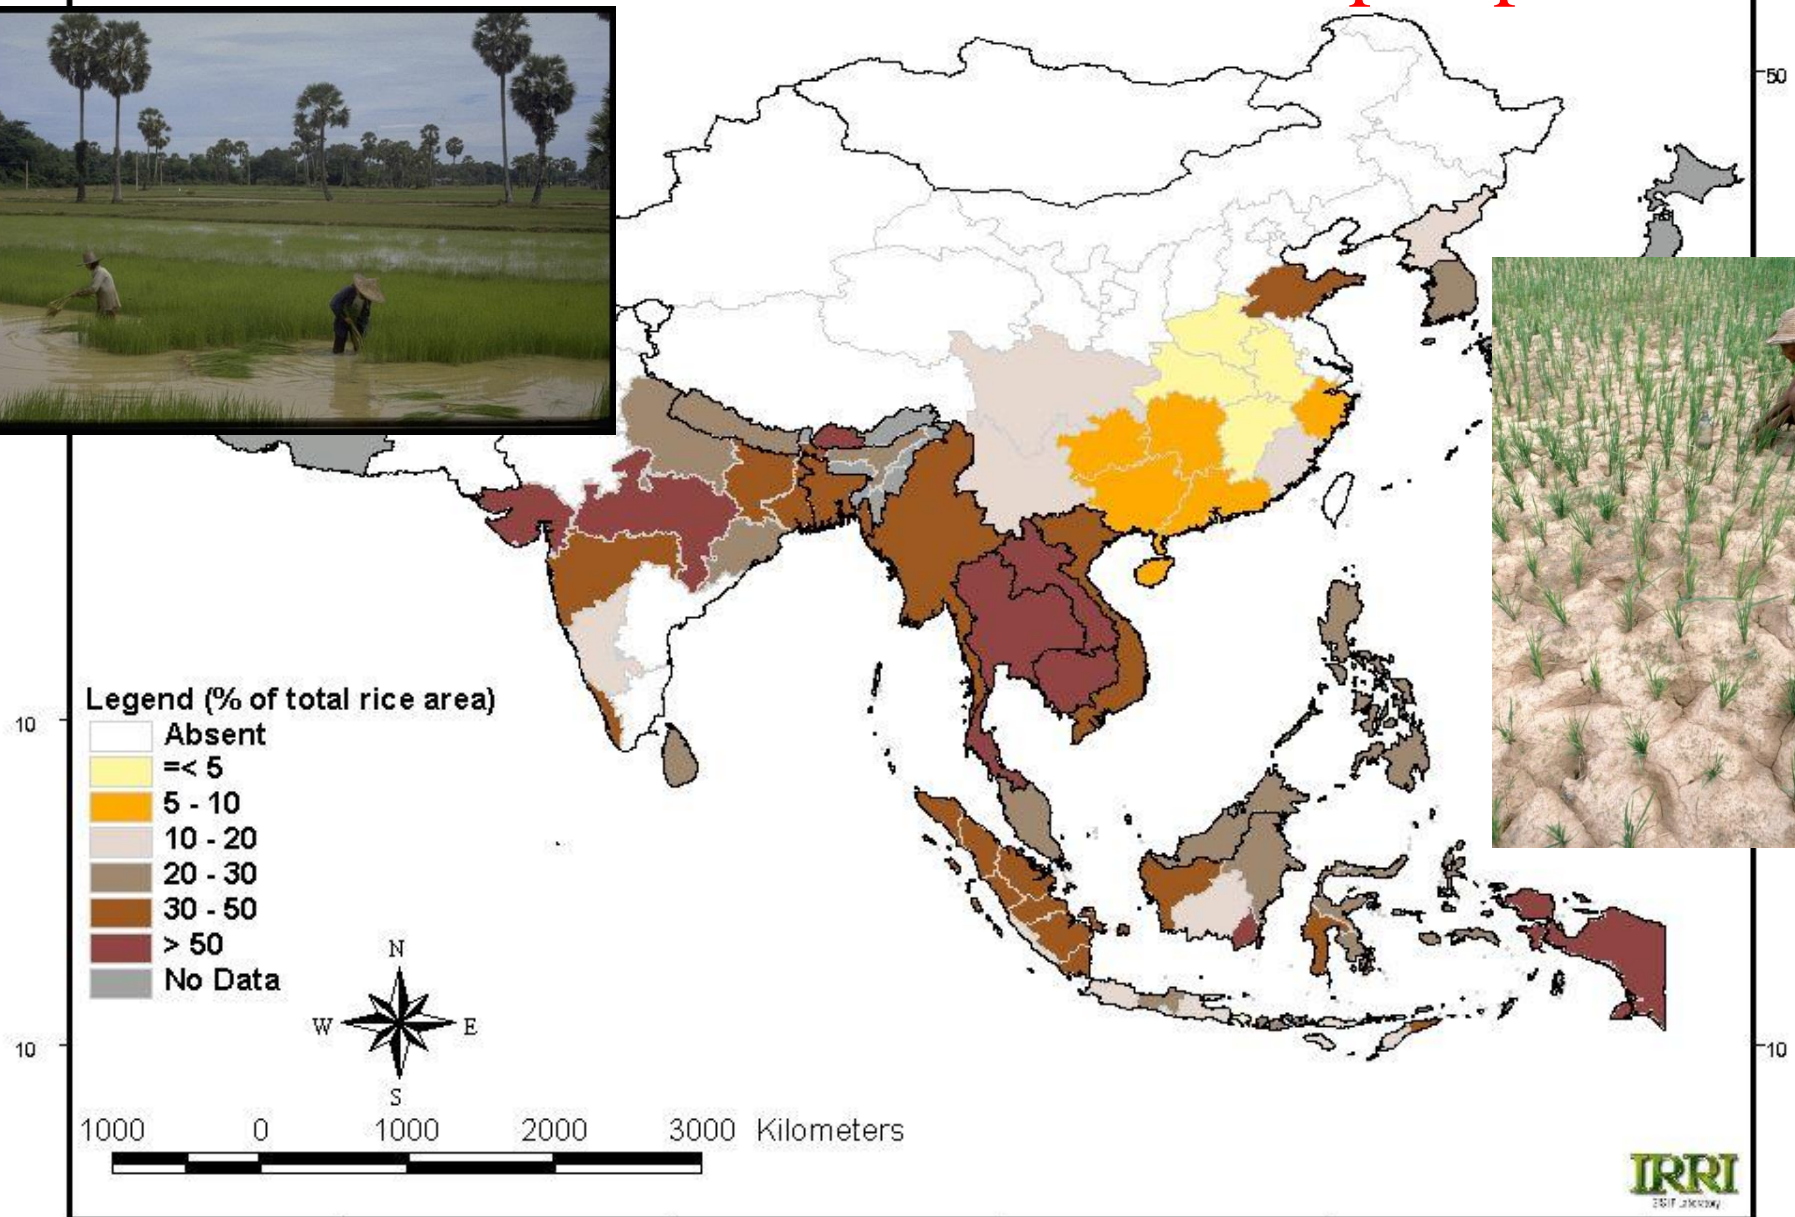 50
Legend (% of total rice area)
10
Absent
=< 5
5 - 10
10 - 20
20 - 30
30 - 50
> 50
No Data
N
W
E
S
10
10
1000 0 1000 2000 3000 Kilometers
IRRI